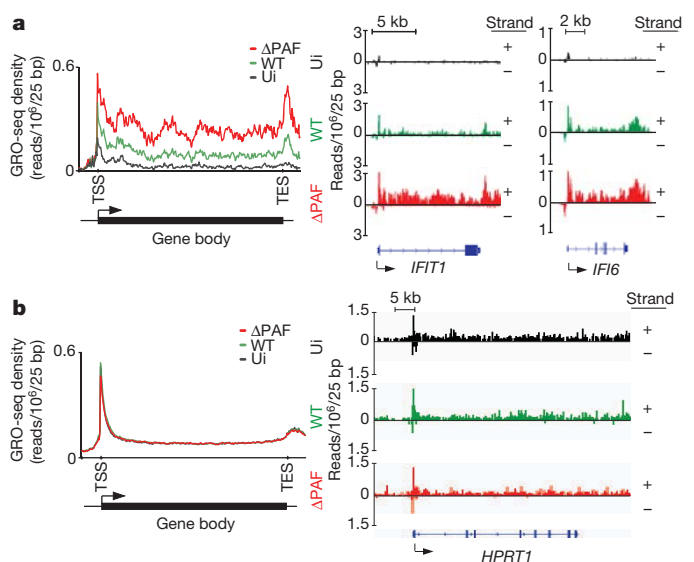 a
GRO-seq density
(reads/10⁶/25 bp)
0.6
0
ΔPAF
WT
Ui
TSS
TES
Gene body
5 kb
Strand
2 kb
Strand
Reads/10⁶/25 bp
Ui
3
0
3
+
–
1
0
1
+
–
WT
3
0
3
+
–
1
0
1
+
–
ΔPAF
3
0
3
+
–
1
0
1
+
–
IFIT1
IFI6
b
GRO-seq density
(reads/10⁶/25 bp)
0.6
0
ΔPAF
WT
Ui
TSS
TES
Gene body
5 kb
Strand
Reads/10⁶/25 bp
Ui
1.5
0
1.5
+
–
WT
1.5
0
1.5
+
–
ΔPAF
1.5
0
1.5
+
–
HPRT1